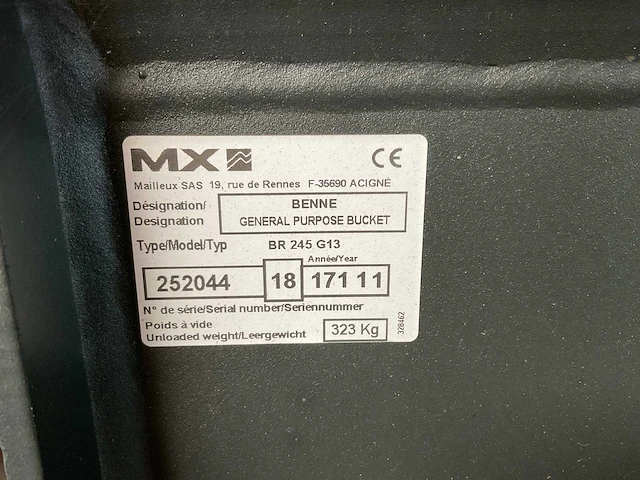 MX CE
Mailleux SAS 19, rue de Rennes F-35690 ACIGNÉ
Désignation/ BENNE
Designation GENERAL PURPOSE BUCKET
Type/Model/Typ BR 245 G13
Année/Year
252044 18 171 11
N° de série/Serial number/Seriennummer
Poids à vide
Unloaded weight/Leergewicht 323 Kg
328462